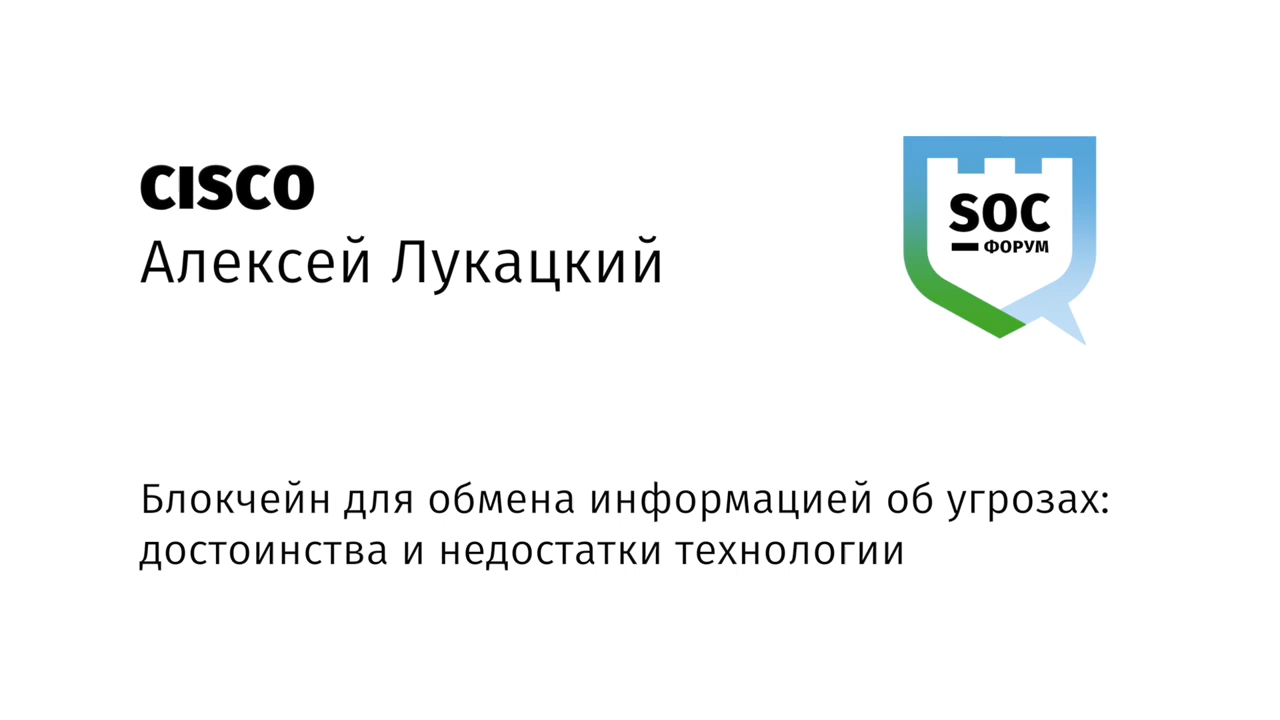 CISCO
Алексей Лукацкий
SOC
ФОРУМ
Блокчейн для обмена информацией об угрозах:
достоинства и недостатки технологии